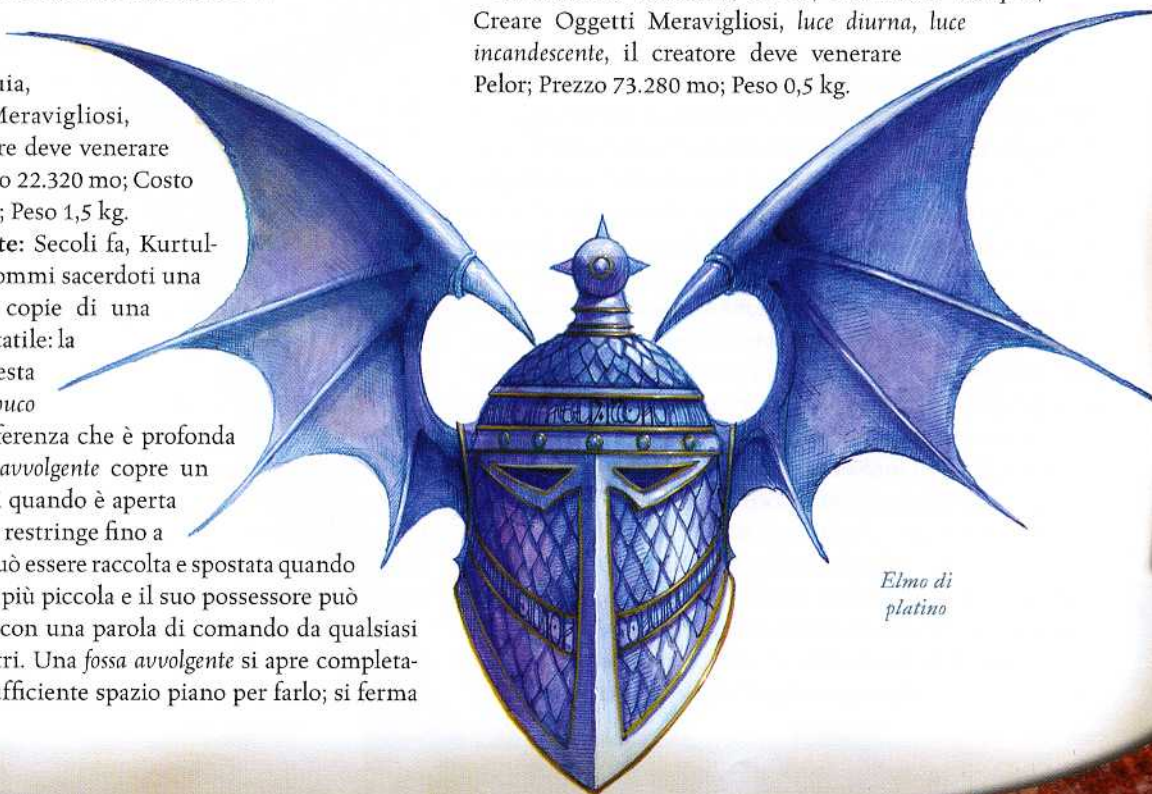 uia,
Meravigliosi,
re deve venerare
o 22.320 mo; Costo
; Peso 1,5 kg.
te: Secoli fa, Kurtul-
ommi sacerdoti una
copie di una
tatile: la
esta
buco
ferenza che è profonda
avvolgente copre un
quando è aperta
restringe fino a
uò essere raccolta e spostata quando
più piccola e il suo possessore può
con una parola di comando da qualsiasi
tri. Una fossa avvolgente si apre completa-
fficiente spazio piano per farlo; si ferma
Creare Oggetti Meravigliosi, luce diurna, luce
incandescente, il creatore deve venerare
Pelor; Prezzo 73.280 mo; Peso 0,5 kg.
Elmo di
platino